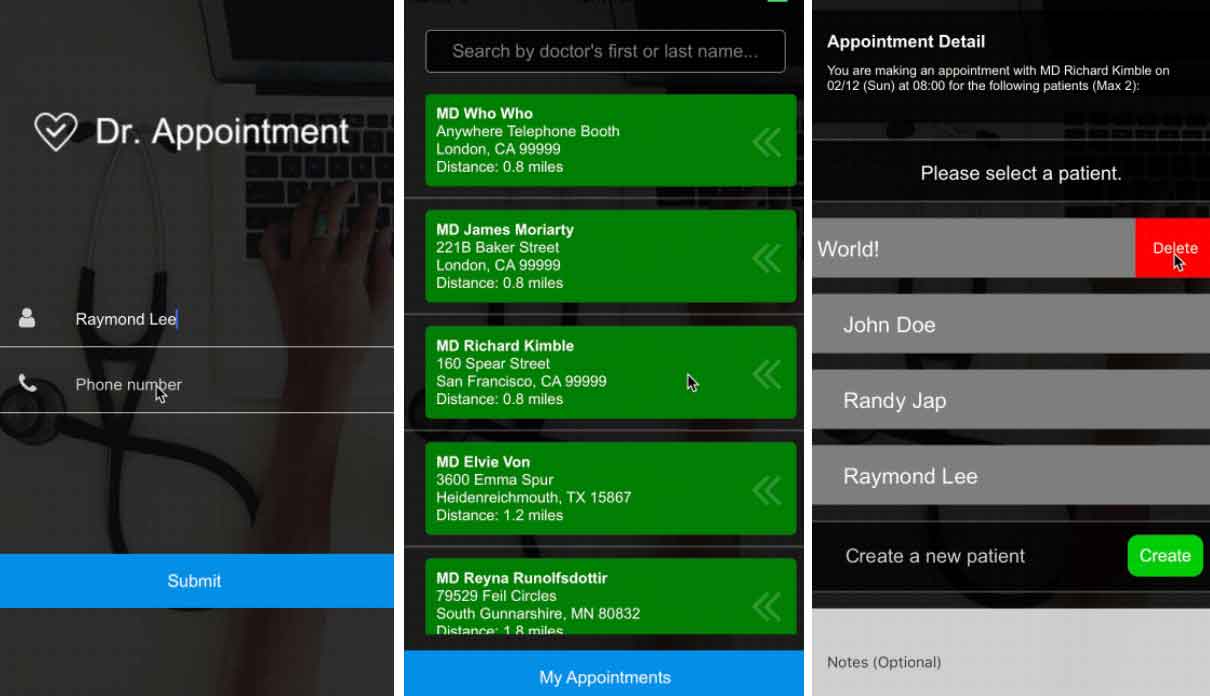 Dr. Appointment
Raymond Lee
Phone number
Submit
Search by doctor's first or last name...
MD Who Who
Anywhere Telephone Booth
London, CA 99999
Distance: 0.8 miles
MD James Moriarty
221B Baker Street
London, CA 99999
Distance: 0.8 miles
MD Richard Kimble
160 Spear Street
San Francisco, CA 99999
Distance: 0.8 miles
MD Elvie Von
3600 Emma Spur
Heidenreichmouth, TX 15867
Distance: 1.2 miles
MD Reyna Runolfsdottir
79529 Feil Circles
South Gunnarshire, MN 80832
Distance: 1.8 miles
My Appointments
Appointment Detail
You are making an appointment with MD Richard Kimble on
02/12 (Sun) at 08:00 for the following patients (Max 2):
Please select a patient.
World!
Delete
John Doe
Randy Jap
Raymond Lee
Create a new patient
Create
Notes (Optional)